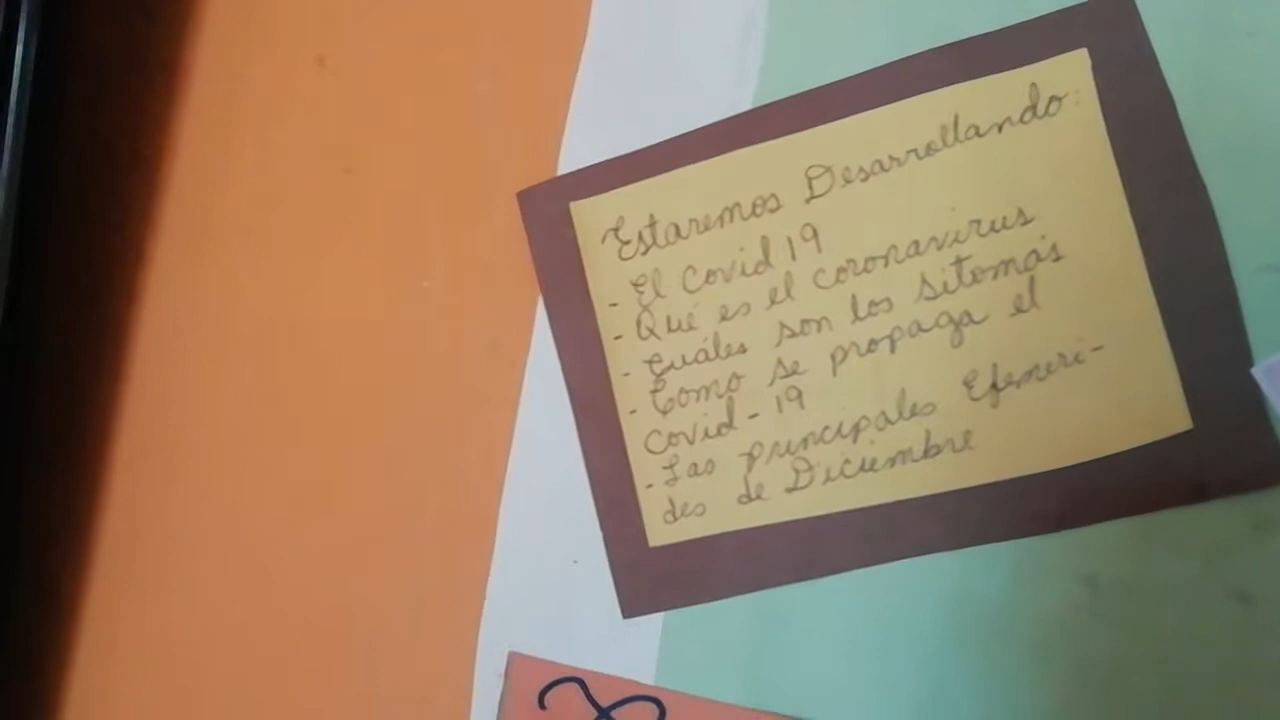 Estaremos Desarrollando:
- El Covid 19
- Qué es el coronavirus
- Cuáles son los sitomás
- Como se propaga el
covid-19
- Las principales Efemeri-
des de Diciembre